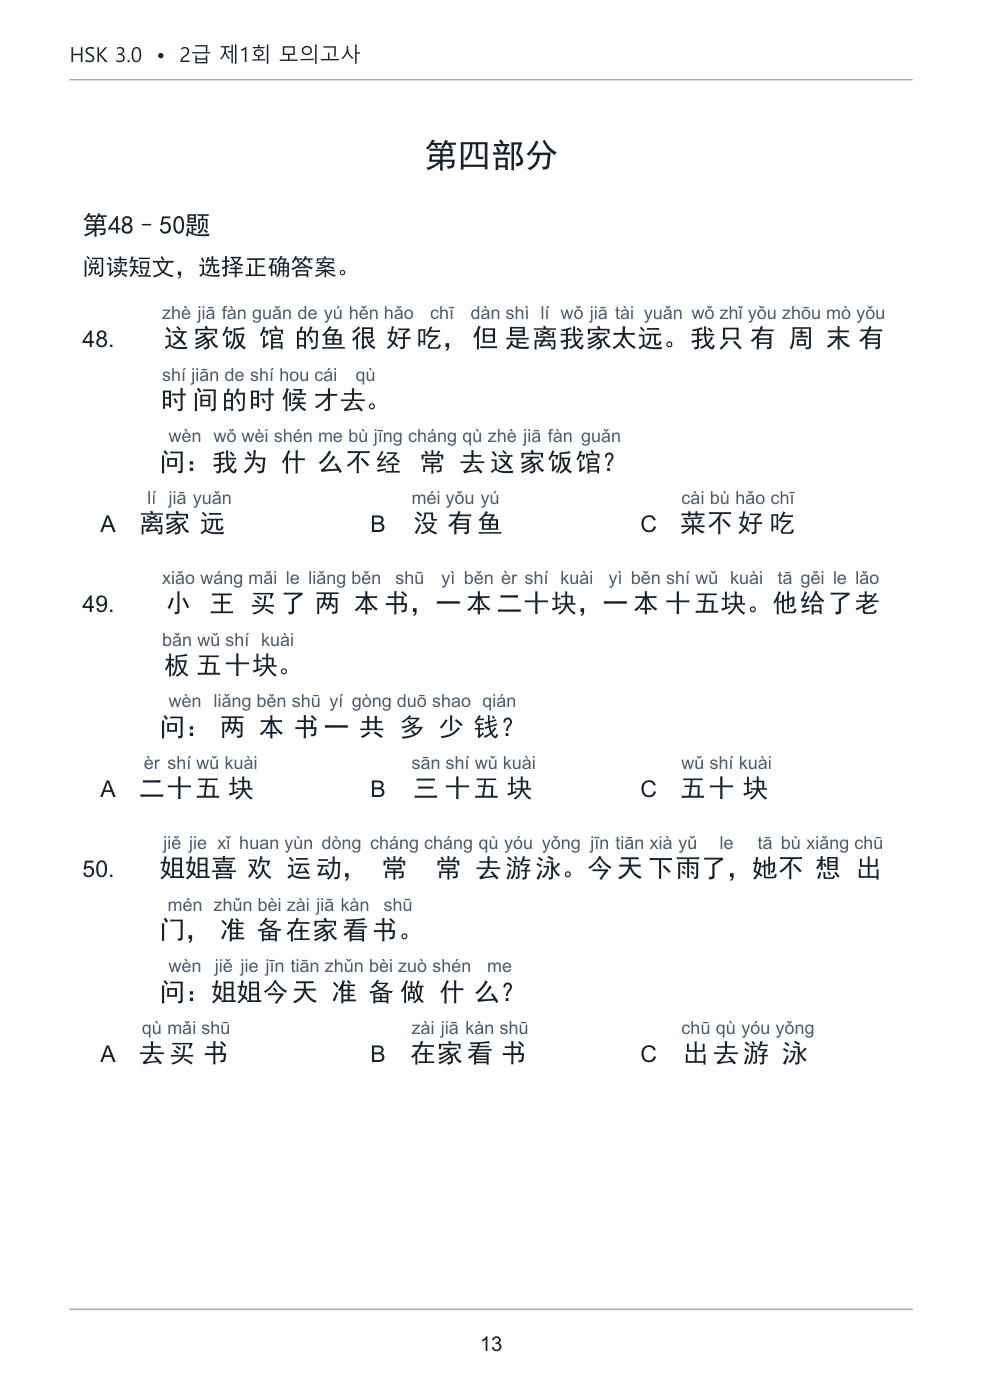 HSK 3.0 • 2급 제1회 모의고사
第四部分
第48－50题
阅读短文，选择正确答案。
zhè jiā fàn guǎn de yú hěn hǎo chī dàn shì lí wǒ jiā tài yuǎn wǒ zhǐ yǒu zhōu mò yǒu
48. 这家饭馆的鱼很好吃，但是离我家太远。我只有周末有
shí jiān de shí hou cái qù
时间的时候才去。
wèn wǒ wèi shén me bù jīng cháng qù zhè jiā fàn guǎn
问：我为什么不经常去这家饭馆？
lí jiā yuǎn méi yǒu yú cài bù hǎo chī
A 离家远 B 没有鱼 C 菜不好吃
xiǎo wáng mǎi le liǎng běn shū yì běn èr shí kuài yì běn shí wǔ kuài tā gěi le lǎo
49. 小王买了两本书，一本二十块，一本十五块。他给了老
bǎn wǔ shí kuài
板五十块。
wèn liǎng běn shū yí gòng duō shao qián
问：两本书一共多少钱？
èr shí wǔ kuài sān shí wǔ kuài wǔ shí kuài
A 二十五块 B 三十五块 C 五十块
jiě jie xǐ huan yùn dòng cháng cháng qù yóu yǒng jīn tiān xià yǔ le tā bù xiǎng chū
50. 姐姐喜欢运动，常常去游泳。今天下雨了，她不想出
mén zhǔn bèi zài jiā kàn shū
门，准备在家看书。
wèn jiě jie jīn tiān zhǔn bèi zuò shén me
问：姐姐今天准备做什么？
qù mǎi shū zài jiā kàn shū chū qù yóu yǒng
A 去买书 B 在家看书 C 出去游泳
13